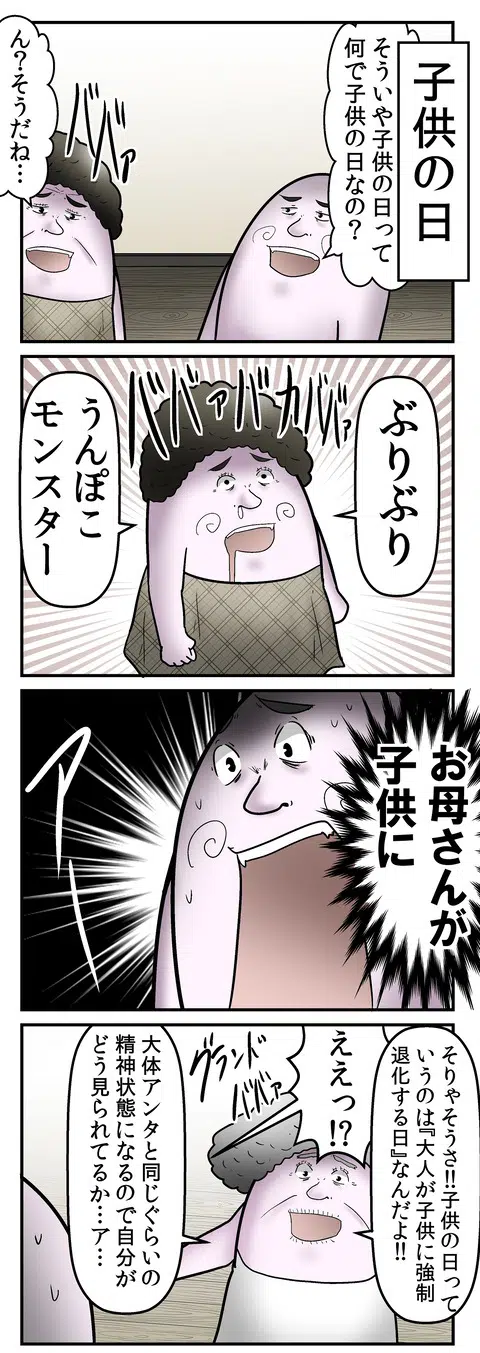 子供の日
そういや子供の日って
何で子供の日なの？
ババァ
ん？そうだね…
ぶりぶり
ババァバカババァ
うんぽこ
モンスター
お母さんが
子供に
アー
そりゃそうさ!!子供の日って
いうのは『大人が子供に強制
退化する日』なんだよ!!
ええっ!?
グランド
ババァ
大体アンタと同じぐらいの
精神状態になるので自分が
どう見られてるか…ア…